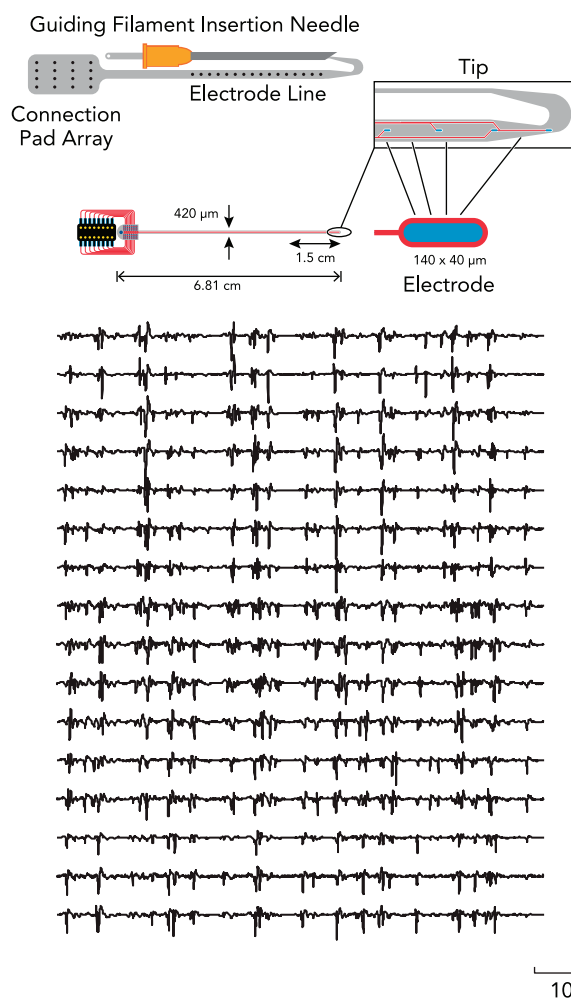 Guiding Filament Insertion Needle
Tip
Electrode Line
Connection
Pad Array
420 µm
1.5 cm
140 x 40 µm
6.81 cm
Electrode
10